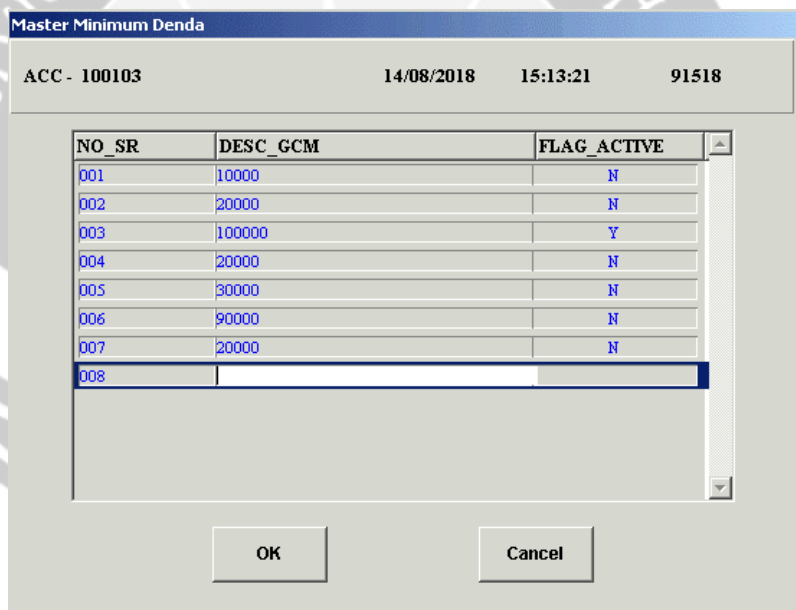 Master Minimum Denda
ACC - 100103 14/08/2018 15:13:21 91518
NO_SR DESC_GCM FLAG_ACTIVE
001 10000 N
002 20000 N
003 100000 Y
004 20000 N
005 30000 N
006 90000 N
007 20000 N
008
OK Cancel